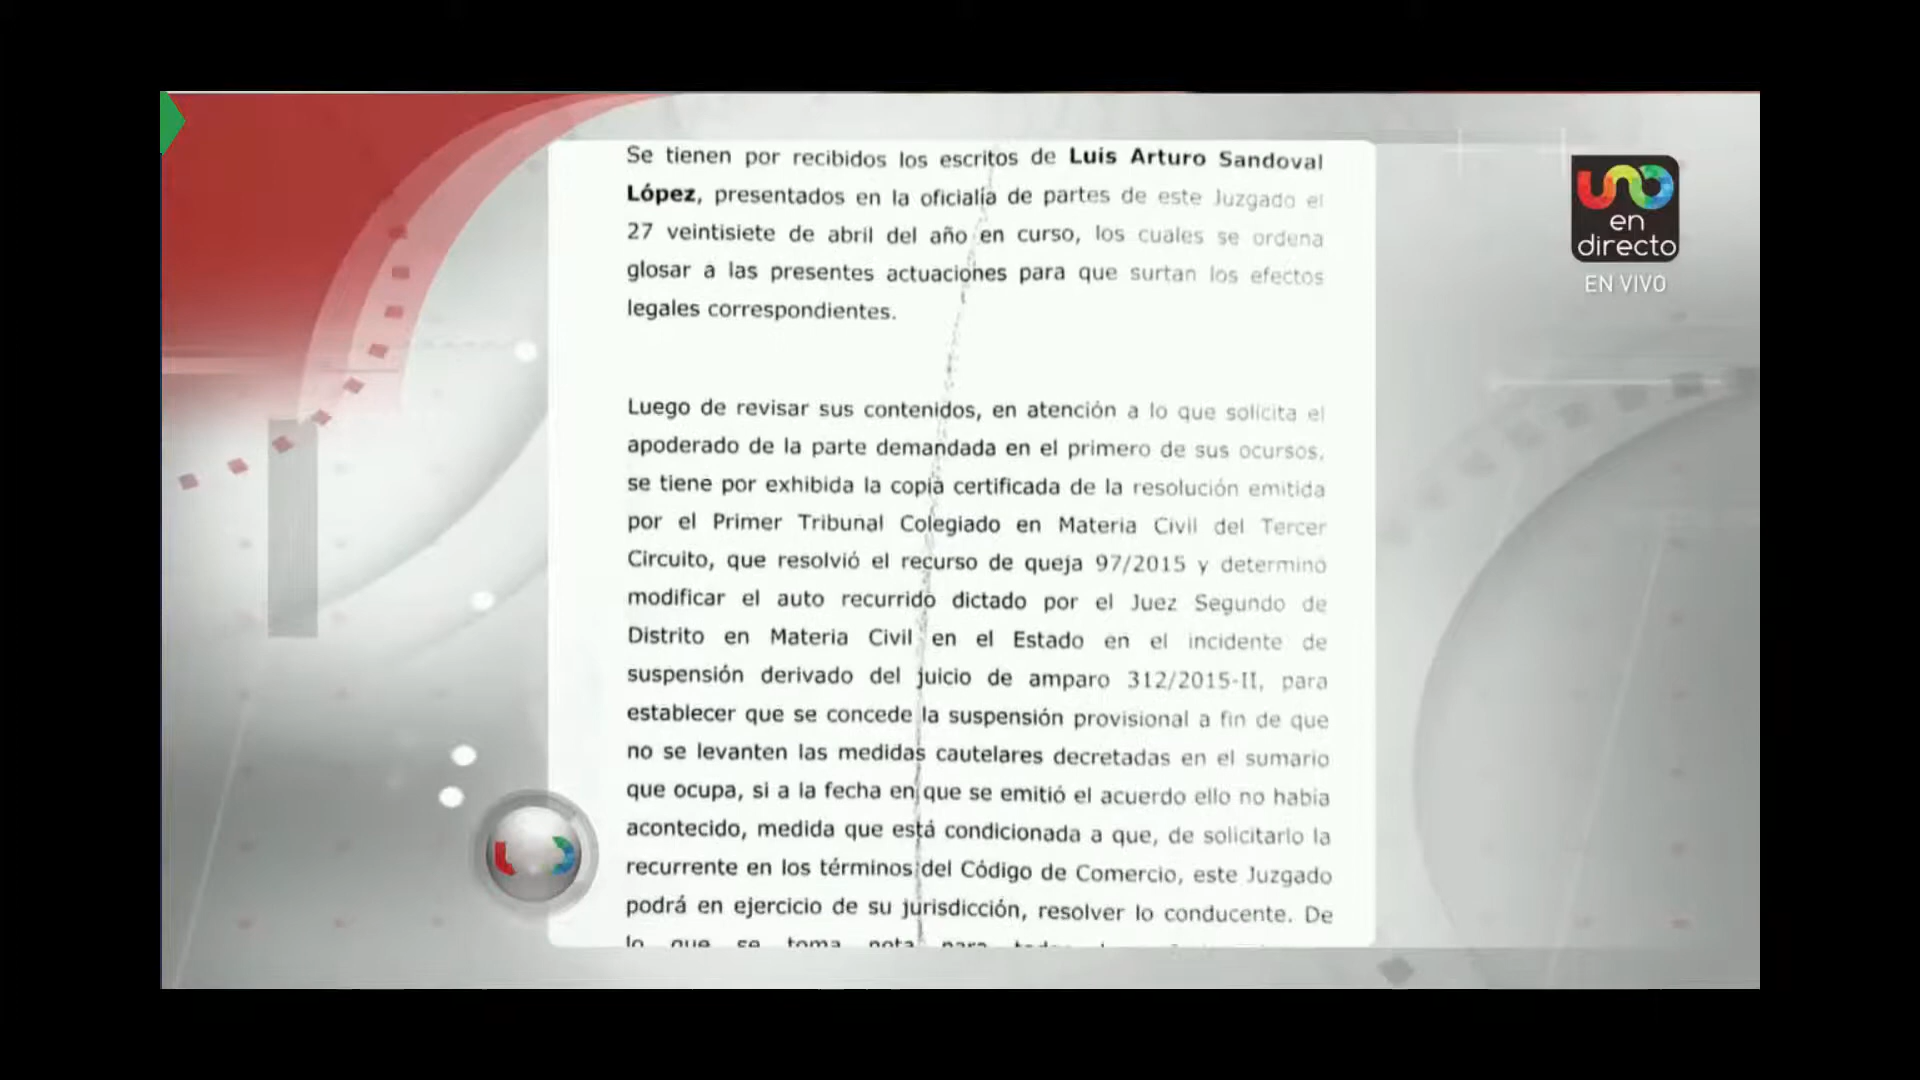 Se tienen por recibidos los escritos de Luis Arturo Sandoval
López, presentados en la oficialía de partes de este Juzgado el
27 veintisiete de abril del año en curso, los cuales se ordena
glosar a las presentes actuaciones para que surtan los efectos
legales correspondientes.
Luego de revisar sus contenidos, en atención a lo que solicita el
apoderado de la parte demandada en el primero de sus ocursos,
se tiene por exhibida la copia certificada de la resolución emitida
por el Primer Tribunal Colegiado en Materia Civil del Tercer
Circuito, que resolvió el recurso de queja 97/2015 y determinó
modificar el auto recurrido dictado por el Juez Segundo de
Distrito en Materia Civil en el Estado en el incidente de
suspensión derivado del juicio de amparo 312/2015-II, para
establecer que se concede la suspensión provisional a fin de que
no se levanten las medidas cautelares decretadas en el sumario
que ocupa, si a la fecha en que se emitió el acuerdo ello no había
acontecido, medida que está condicionada a que, de solicitarlo la
recurrente en los términos del Código de Comercio, este Juzgado
podrá en ejercicio de su jurisdicción, resolver lo conducente. De
lo que se toma nota para
UNO
en
directo
EN VIVO